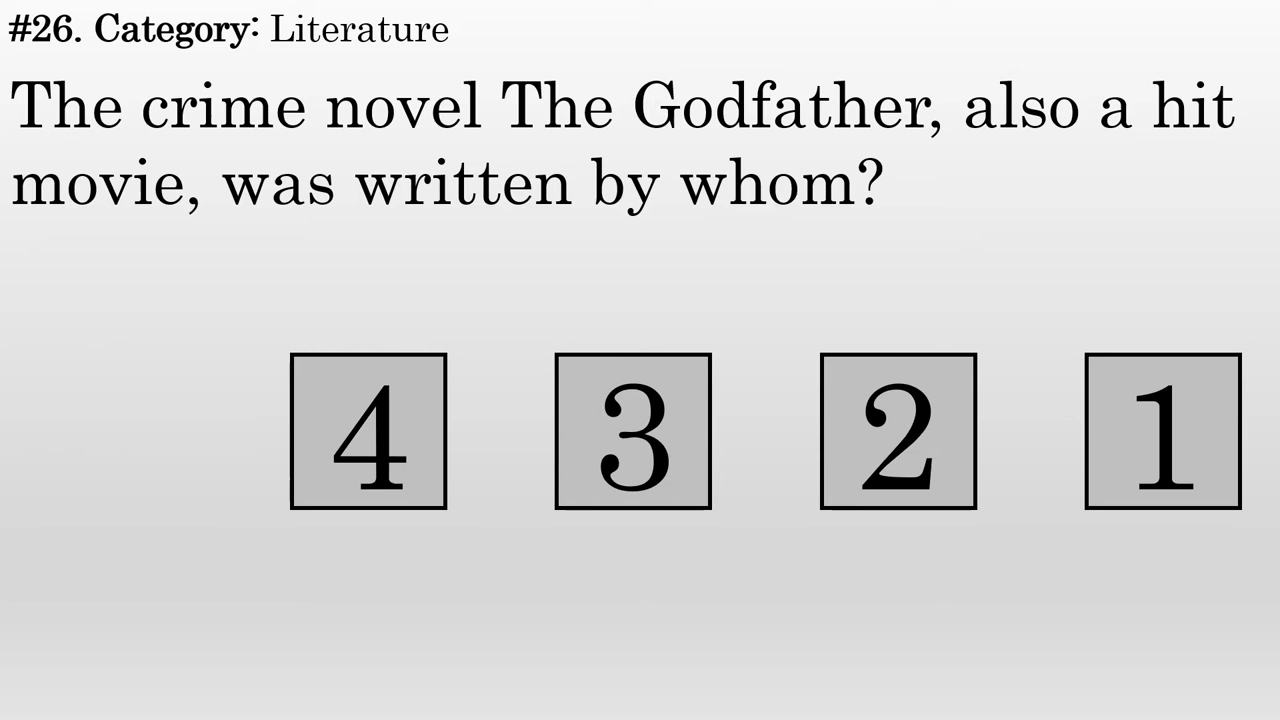 #26. Category: Literature
The crime novel The Godfather, also a hit
movie, was written by whom?
4 3 2 1